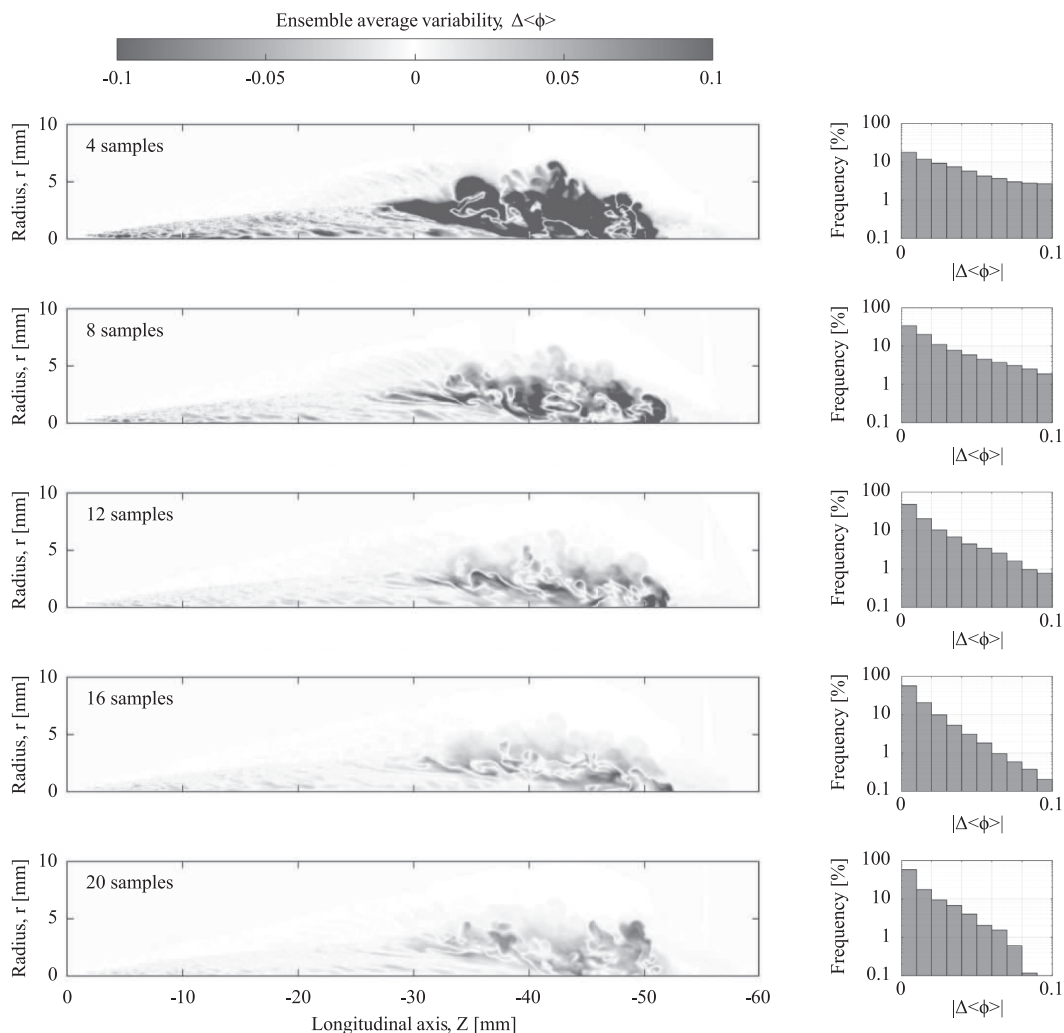 Ensemble average variability, Δ<ϕ>
-0.1 -0.05 0 0.05 0.1
10
5
0
Radius, r [mm]
4 samples
100
10
1
0.1
Frequency [%]
0 0.1
|Δ<ϕ>|
10
5
0
Radius, r [mm]
8 samples
100
10
1
0.1
Frequency [%]
0 0.1
|Δ<ϕ>|
10
5
0
Radius, r [mm]
12 samples
100
10
1
0.1
Frequency [%]
0 0.1
|Δ<ϕ>|
10
5
0
Radius, r [mm]
16 samples
100
10
1
0.1
Frequency [%]
0 0.1
|Δ<ϕ>|
10
5
0
Radius, r [mm]
20 samples
0 -10 -20 -30 -40 -50 -60
Longitudinal axis, Z [mm]
100
10
1
0.1
Frequency [%]
0 0.1
|Δ<ϕ>|